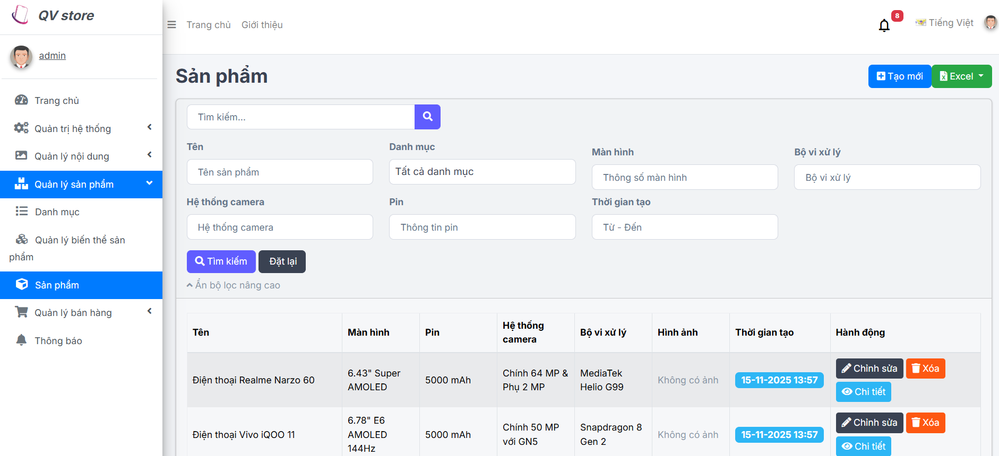 QV store
Trang chủ
Giới thiệu
8
Tiếng Việt
admin
Trang chủ
Quản trị hệ thống
Quản lý nội dung
Quản lý sản phẩm
Danh mục
Quản lý biến thể sản
phẩm
Sản phẩm
Quản lý bán hàng
Thông báo
Sản phẩm
Tạo mới
Excel
Tìm kiếm...
Tên
Danh mục
Màn hình
Bộ vi xử lý
Tên sản phẩm
Tất cả danh mục
Thông số màn hình
Bộ vi xử lý
Hệ thống camera
Pin
Thời gian tạo
Hệ thống camera
Thông tin pin
Từ - Đến
Tìm kiếm
Đặt lại
Ẩn bộ lọc nâng cao
Tên
Màn hình
Pin
Hệ thống
camera
Bộ vi xử lý
Hình ảnh
Thời gian tạo
Hành động
Điện thoại Realme Narzo 60
6.43" Super
AMOLED
5000 mAh
Chính 64 MP &
Phụ 2 MP
MediaTek
Helio G99
Không có ảnh
15-11-2025 13:57
Chỉnh sửa
Xóa
Chi tiết
Điện thoại Vivo iQOO 11
6.78" E6
AMOLED
144Hz
5000 mAh
Chính 50 MP
với GN5
Snapdragon 8
Gen 2
Không có ảnh
15-11-2025 13:57
Chỉnh sửa
Xóa
Chi tiết